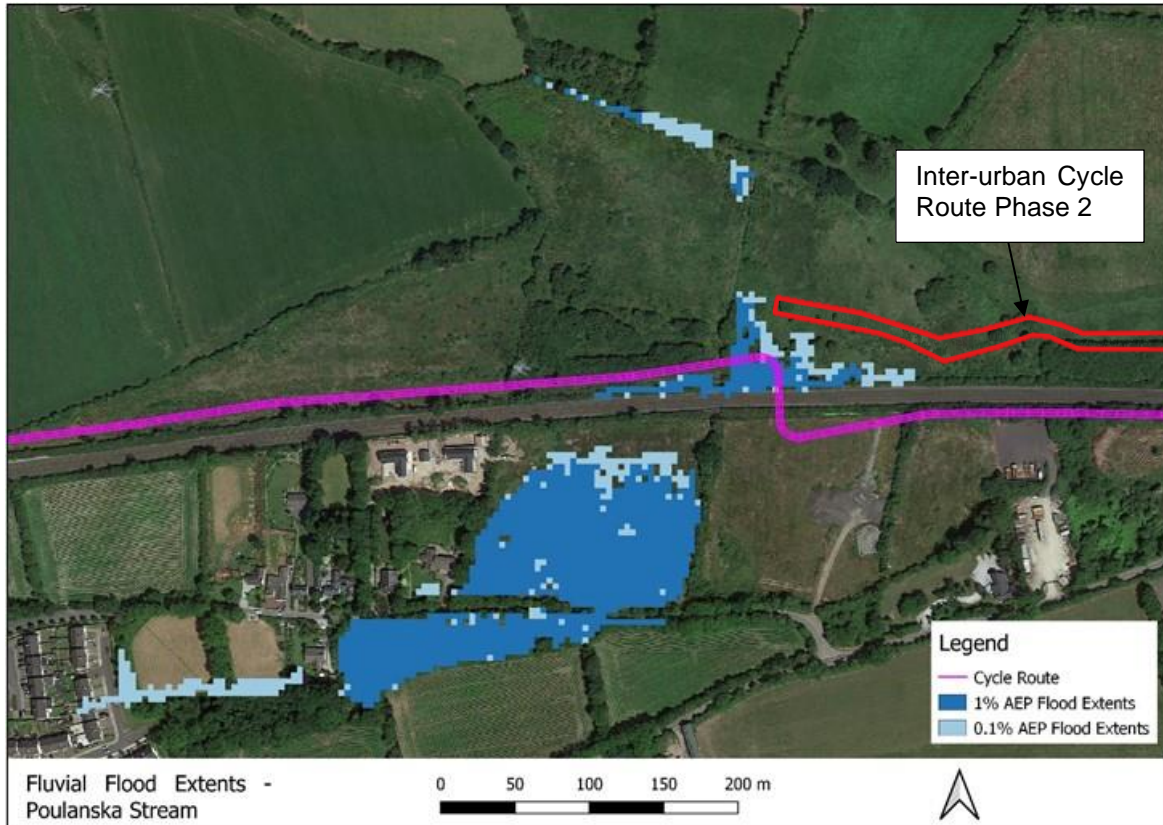 Inter-urban Cycle
Route Phase 2
Legend
Cycle Route
1% AEP Flood Extents
0.1% AEP Flood Extents
Fluvial Flood Extents -
Poulanska Stream
0 50 100 150 200 m